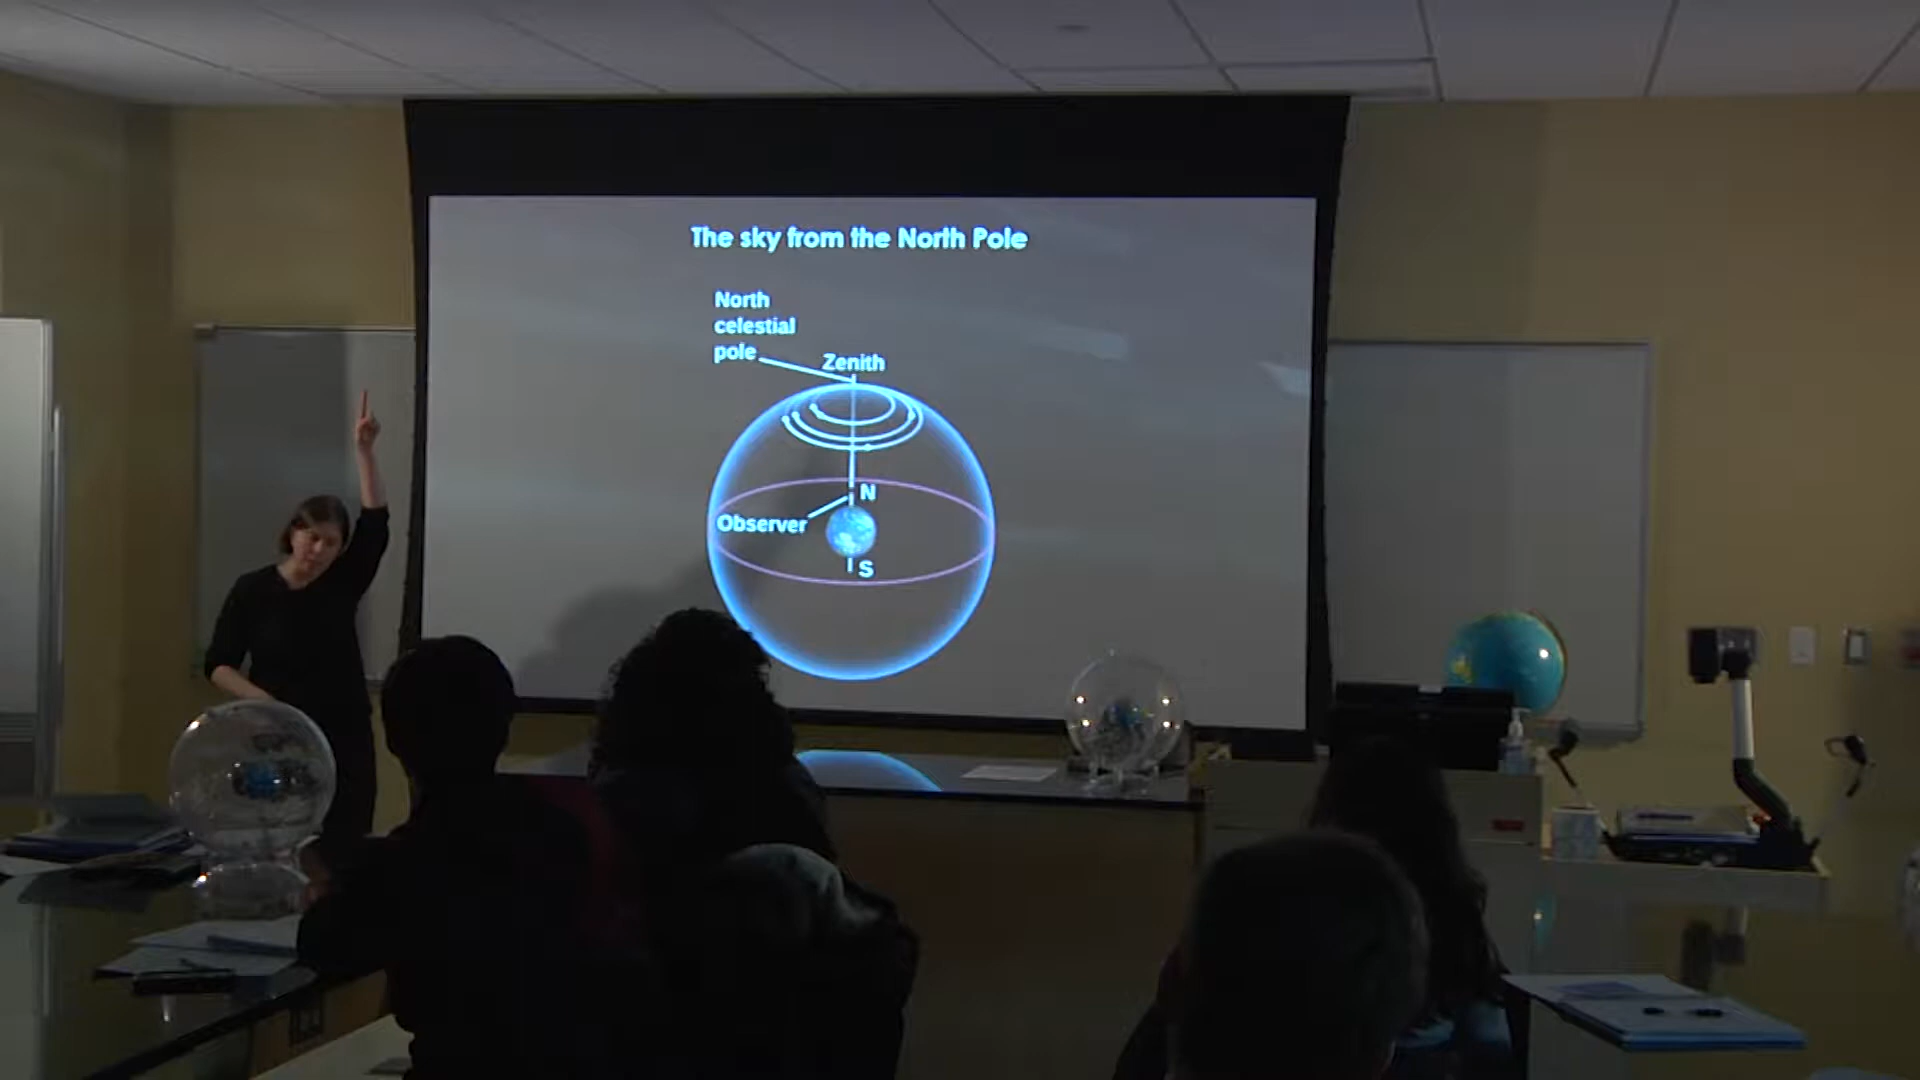 The sky from the North Pole
North
celestial
pole
Zenith
N
Observer
S